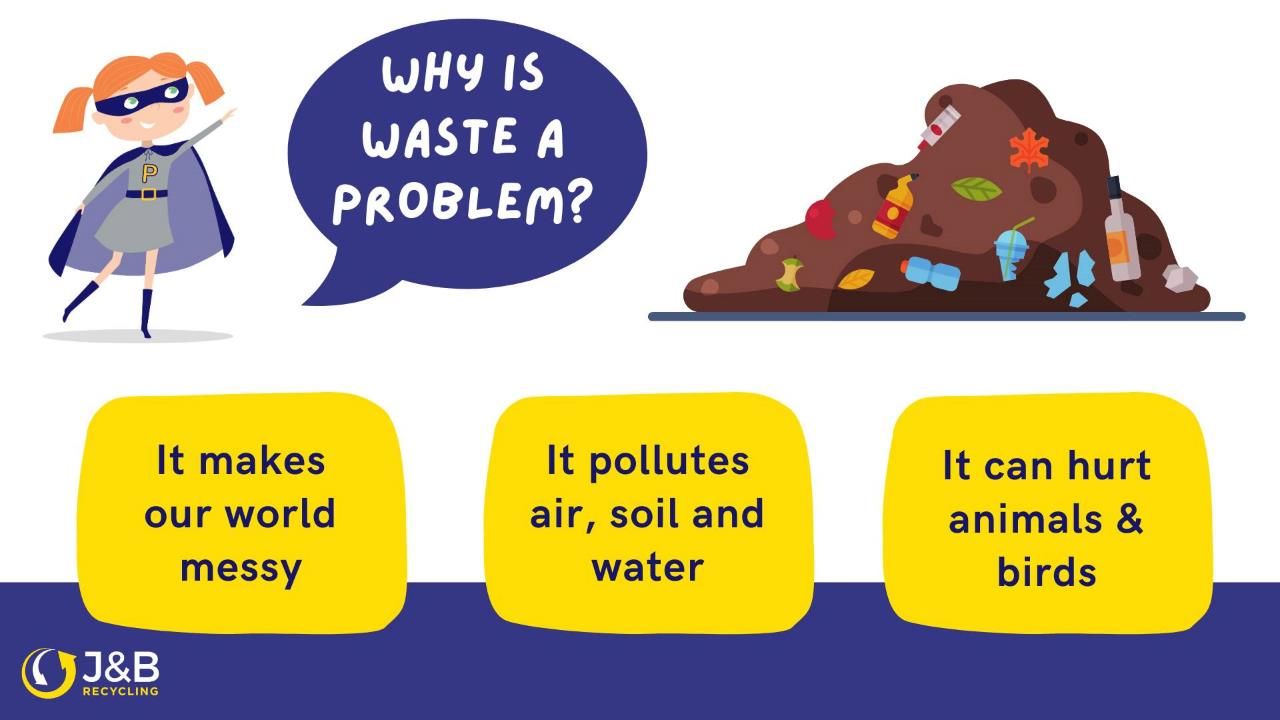 WHY IS
WASTE A
PROBLEM?
P
It makes
our world
messy
It pollutes
air, soil and
water
It can hurt
animals &
birds
J&B
RECYCLING